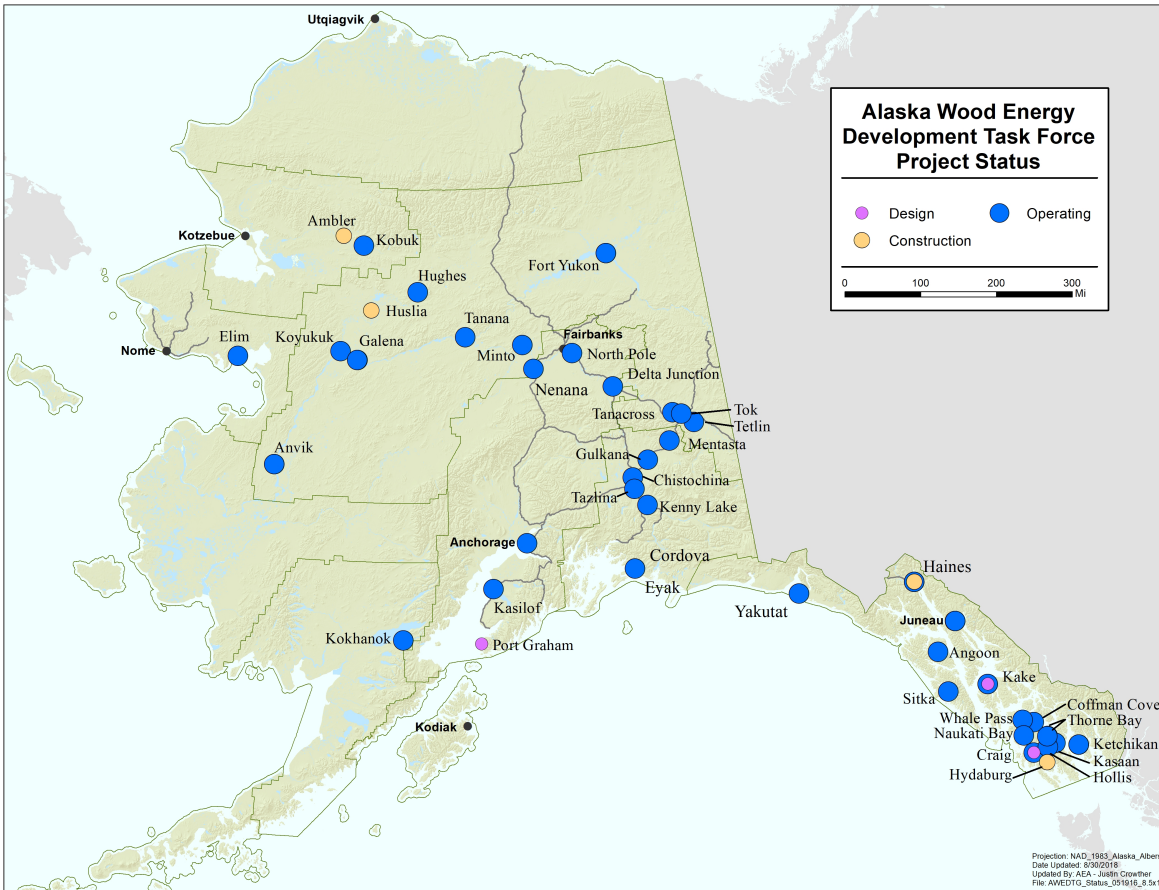 Utqiagvik
Alaska Wood Energy
Development Task Force
Project Status
Design
Operating
Construction
0
100
200
300
Mi
Ambler
Kotzebue
Kobuk
Fort Yukon
Hughes
Huslia
Tanana
Elim
Koyukuk
Galena
Fairbanks
Nome
Minto
North Pole
Nenana
Delta Junction
Tanacross
Tok
Tetlin
Mentasta
Anvik
Gulkana
Chistochina
Tazlina
Kenny Lake
Anchorage
Cordova
Eyak
Haines
Kasilof
Yakutat
Juneau
Kokhanok
Port Graham
Angoon
Kake
Sitka
Coffman Cove
Whale Pass
Thorne Bay
Kodiak
Naukati Bay
Ketchikan
Craig
Kasaan
Hydaburg
Hollis
Projection: NAD_1983_Alaska_Alber
Date Updated: 8/30/2018
Updated By: AEA - Justin Crowther
File: AWEDTG_Status_051916_8.5x1